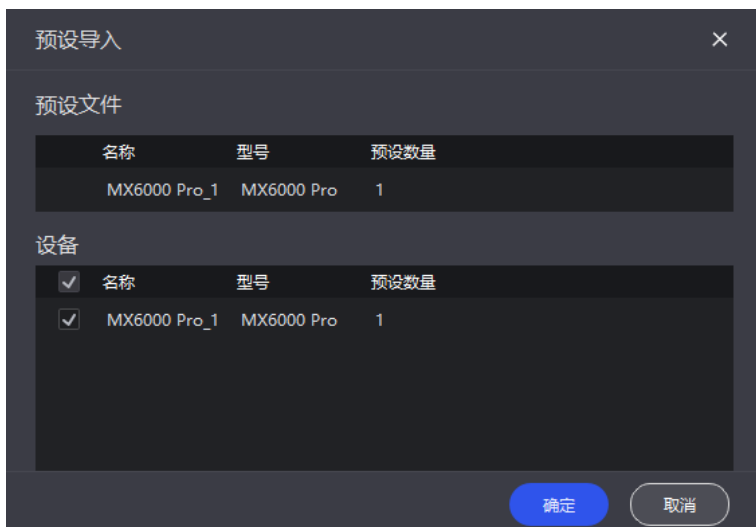 预设导入
预设文件
名称 型号 预设数量
MX6000 Pro_1 MX6000 Pro 1
设备
名称 型号 预设数量
MX6000 Pro_1 MX6000 Pro 1
确定 取消